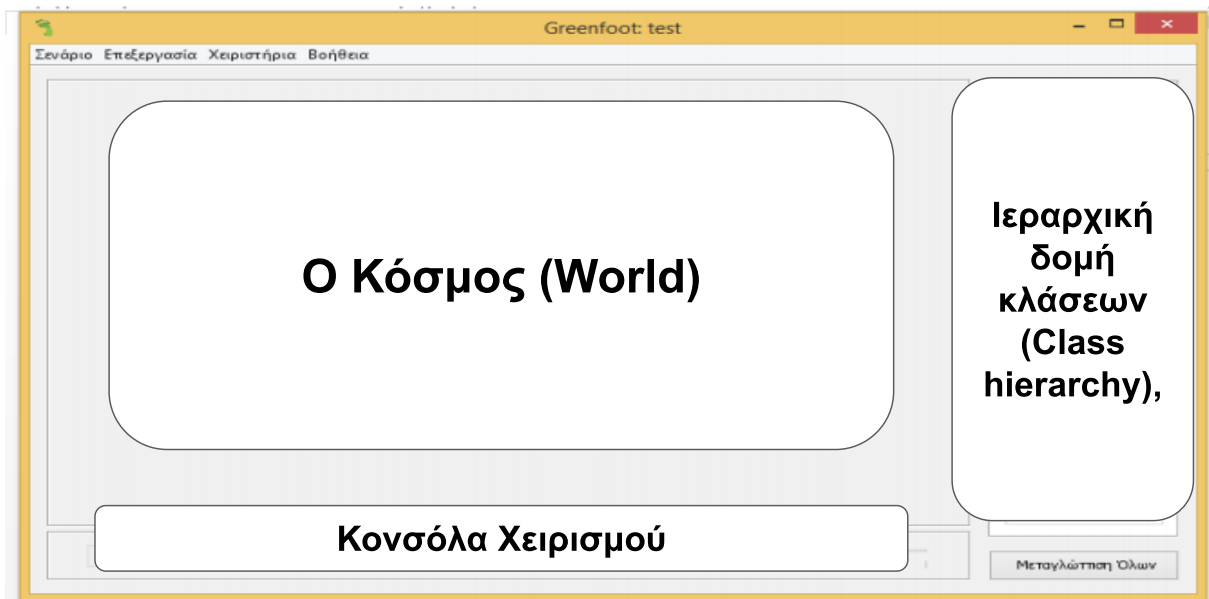 Greenfoot: test
Σενάριο Επεξεργασία Χειριστήρια Βοήθεια
Ο Κόσμος (World)
Ιεραρχική
δομή
κλάσεων
(Class
hierarchy),
Κονσόλα Χειρισμού
Μεταγλώττιση Όλων